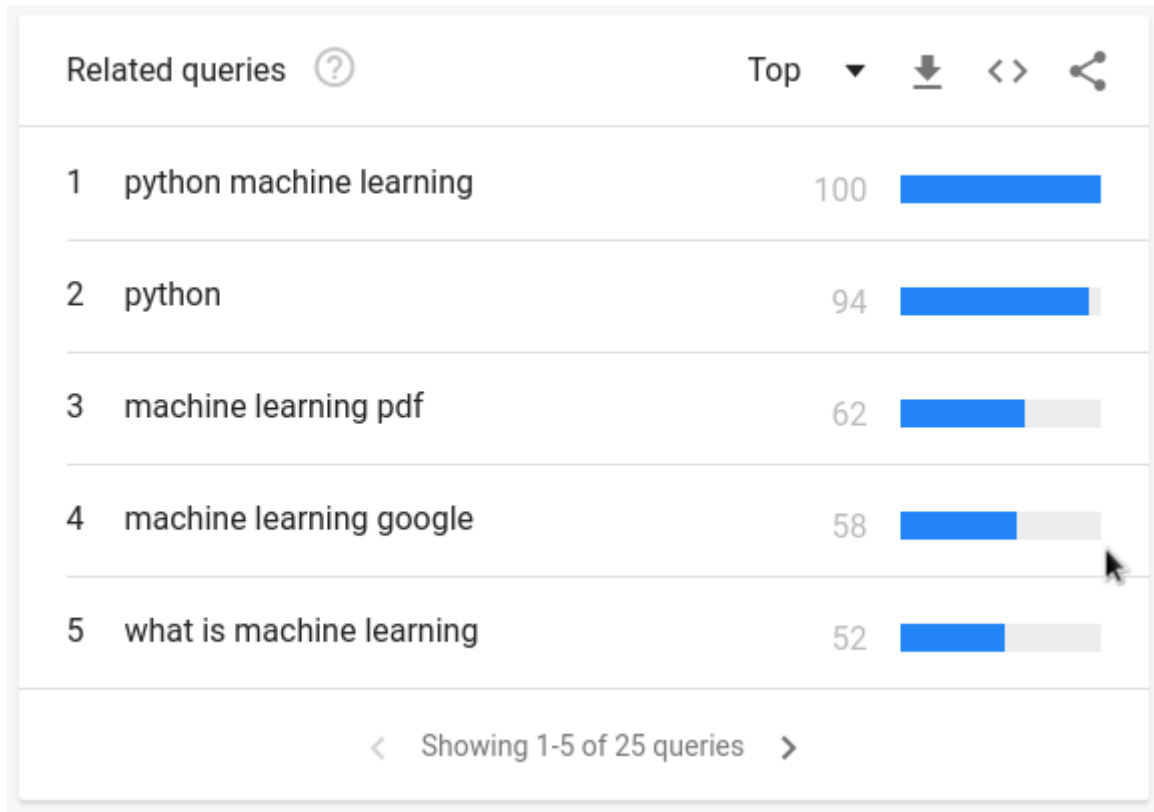 Related queries ? Top
1 python machine learning 100
2 python 94
3 machine learning pdf 62
4 machine learning google 58
5 what is machine learning 52
Showing 1-5 of 25 queries